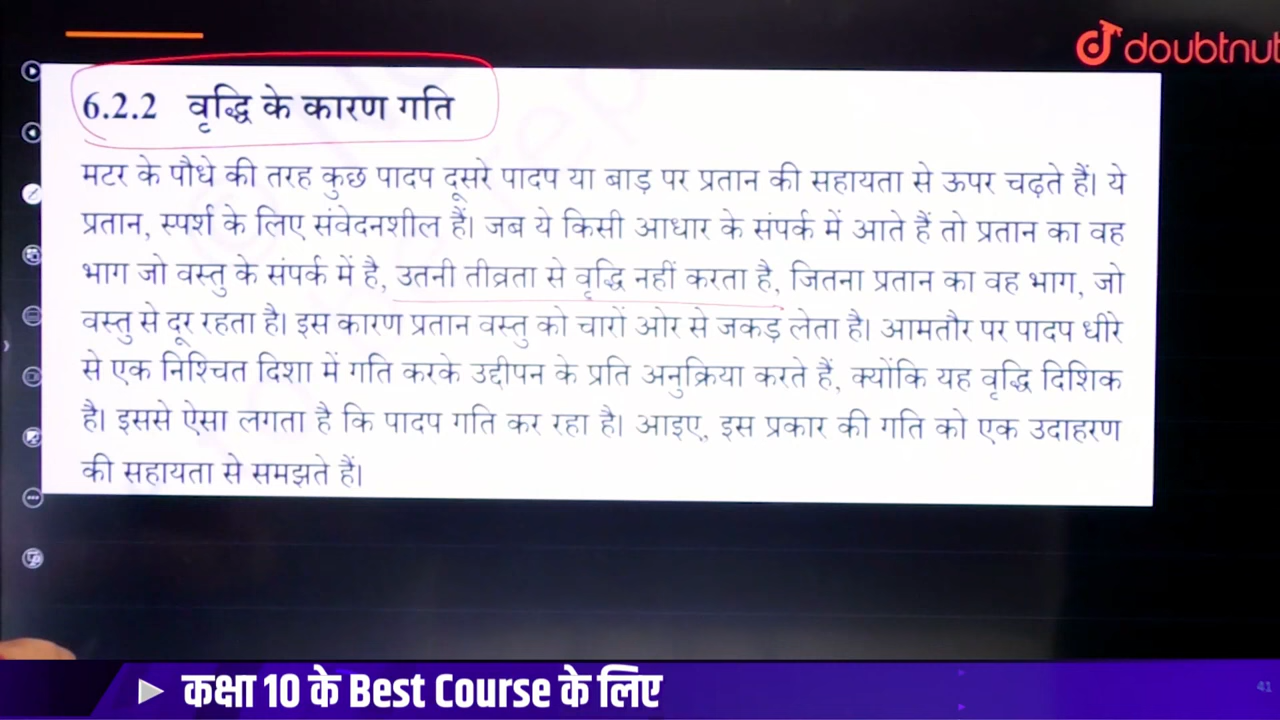 doubtnut
6.2.2 वृद्धि के कारण गति
मटर के पौधे की तरह कुछ पादप दूसरे पादप या बाड़ पर प्रतान की सहायता से ऊपर चढ़ते हैं। ये
प्रतान, स्पर्श के लिए संवेदनशील हैं। जब ये किसी आधार के संपर्क में आते हैं तो प्रतान का वह
भाग जो वस्तु के संपर्क में है, उतनी तीव्रता से वृद्धि नहीं करता है, जितना प्रतान का वह भाग, जो
वस्तु से दूर रहता है। इस कारण प्रतान वस्तु को चारों ओर से जकड़ लेता है। आमतौर पर पादप धीरे
से एक निश्चित दिशा में गति करके उद्दीपन के प्रति अनुक्रिया करते हैं, क्योंकि यह वृद्धि दिशिक
है। इससे ऐसा लगता है कि पादप गति कर रहा है। आइए, इस प्रकार की गति को एक उदाहरण
की सहायता से समझते हैं।
कक्षा 10 के Best Course के लिए
41